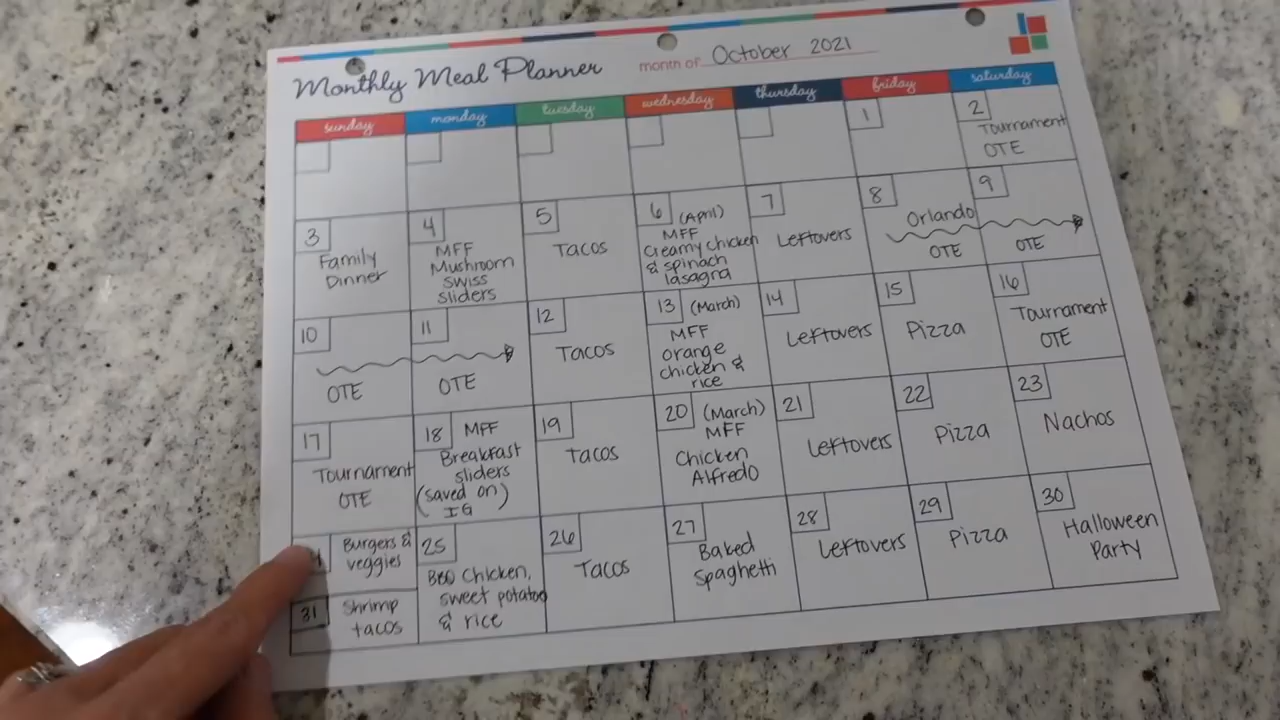 Monthly Meal Planner
month of October 2021
sunday monday tuesday wednesday thursday friday saturday
1
2
Tournament
OTE
3
Family
Dinner
4
MFF
Mushroom
swiss
sliders
5
Tacos
6 (April)
MFF
Creamy chicken
& spinach
lasagna
7
Leftovers
8
Orlando
OTE
9
OTE
10
OTE
11
OTE
12
Tacos
13 (March)
MFF
orange
chicken &
rice
14
Leftovers
15
Pizza
16
Tournament
OTE
17
Tournament
OTE
18 MFF
Breakfast
sliders
(saved on)
IG
19
Tacos
20 (March)
MFF
Chicken
Alfredo
21
Leftovers
22
Pizza
23
Nachos
Burgers &
veggies
31 Shrimp
tacos
25
BBQ Chicken,
sweet potatoo
& rice
26
Tacos
27
Baked
Spaghetti
28
Leftovers
29
Pizza
30
Halloween
Party